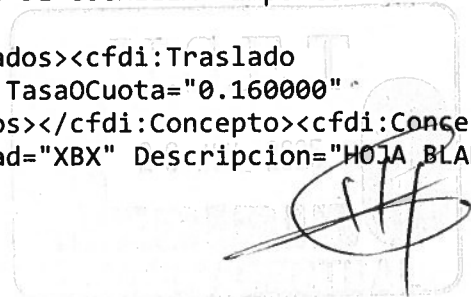 ados><cfdi:Traslado
TasaOCuota="0.160000"
os></cfdi:Concepto><cfdi:Conce
ad="XBX" Descripcion="HOJA BLA